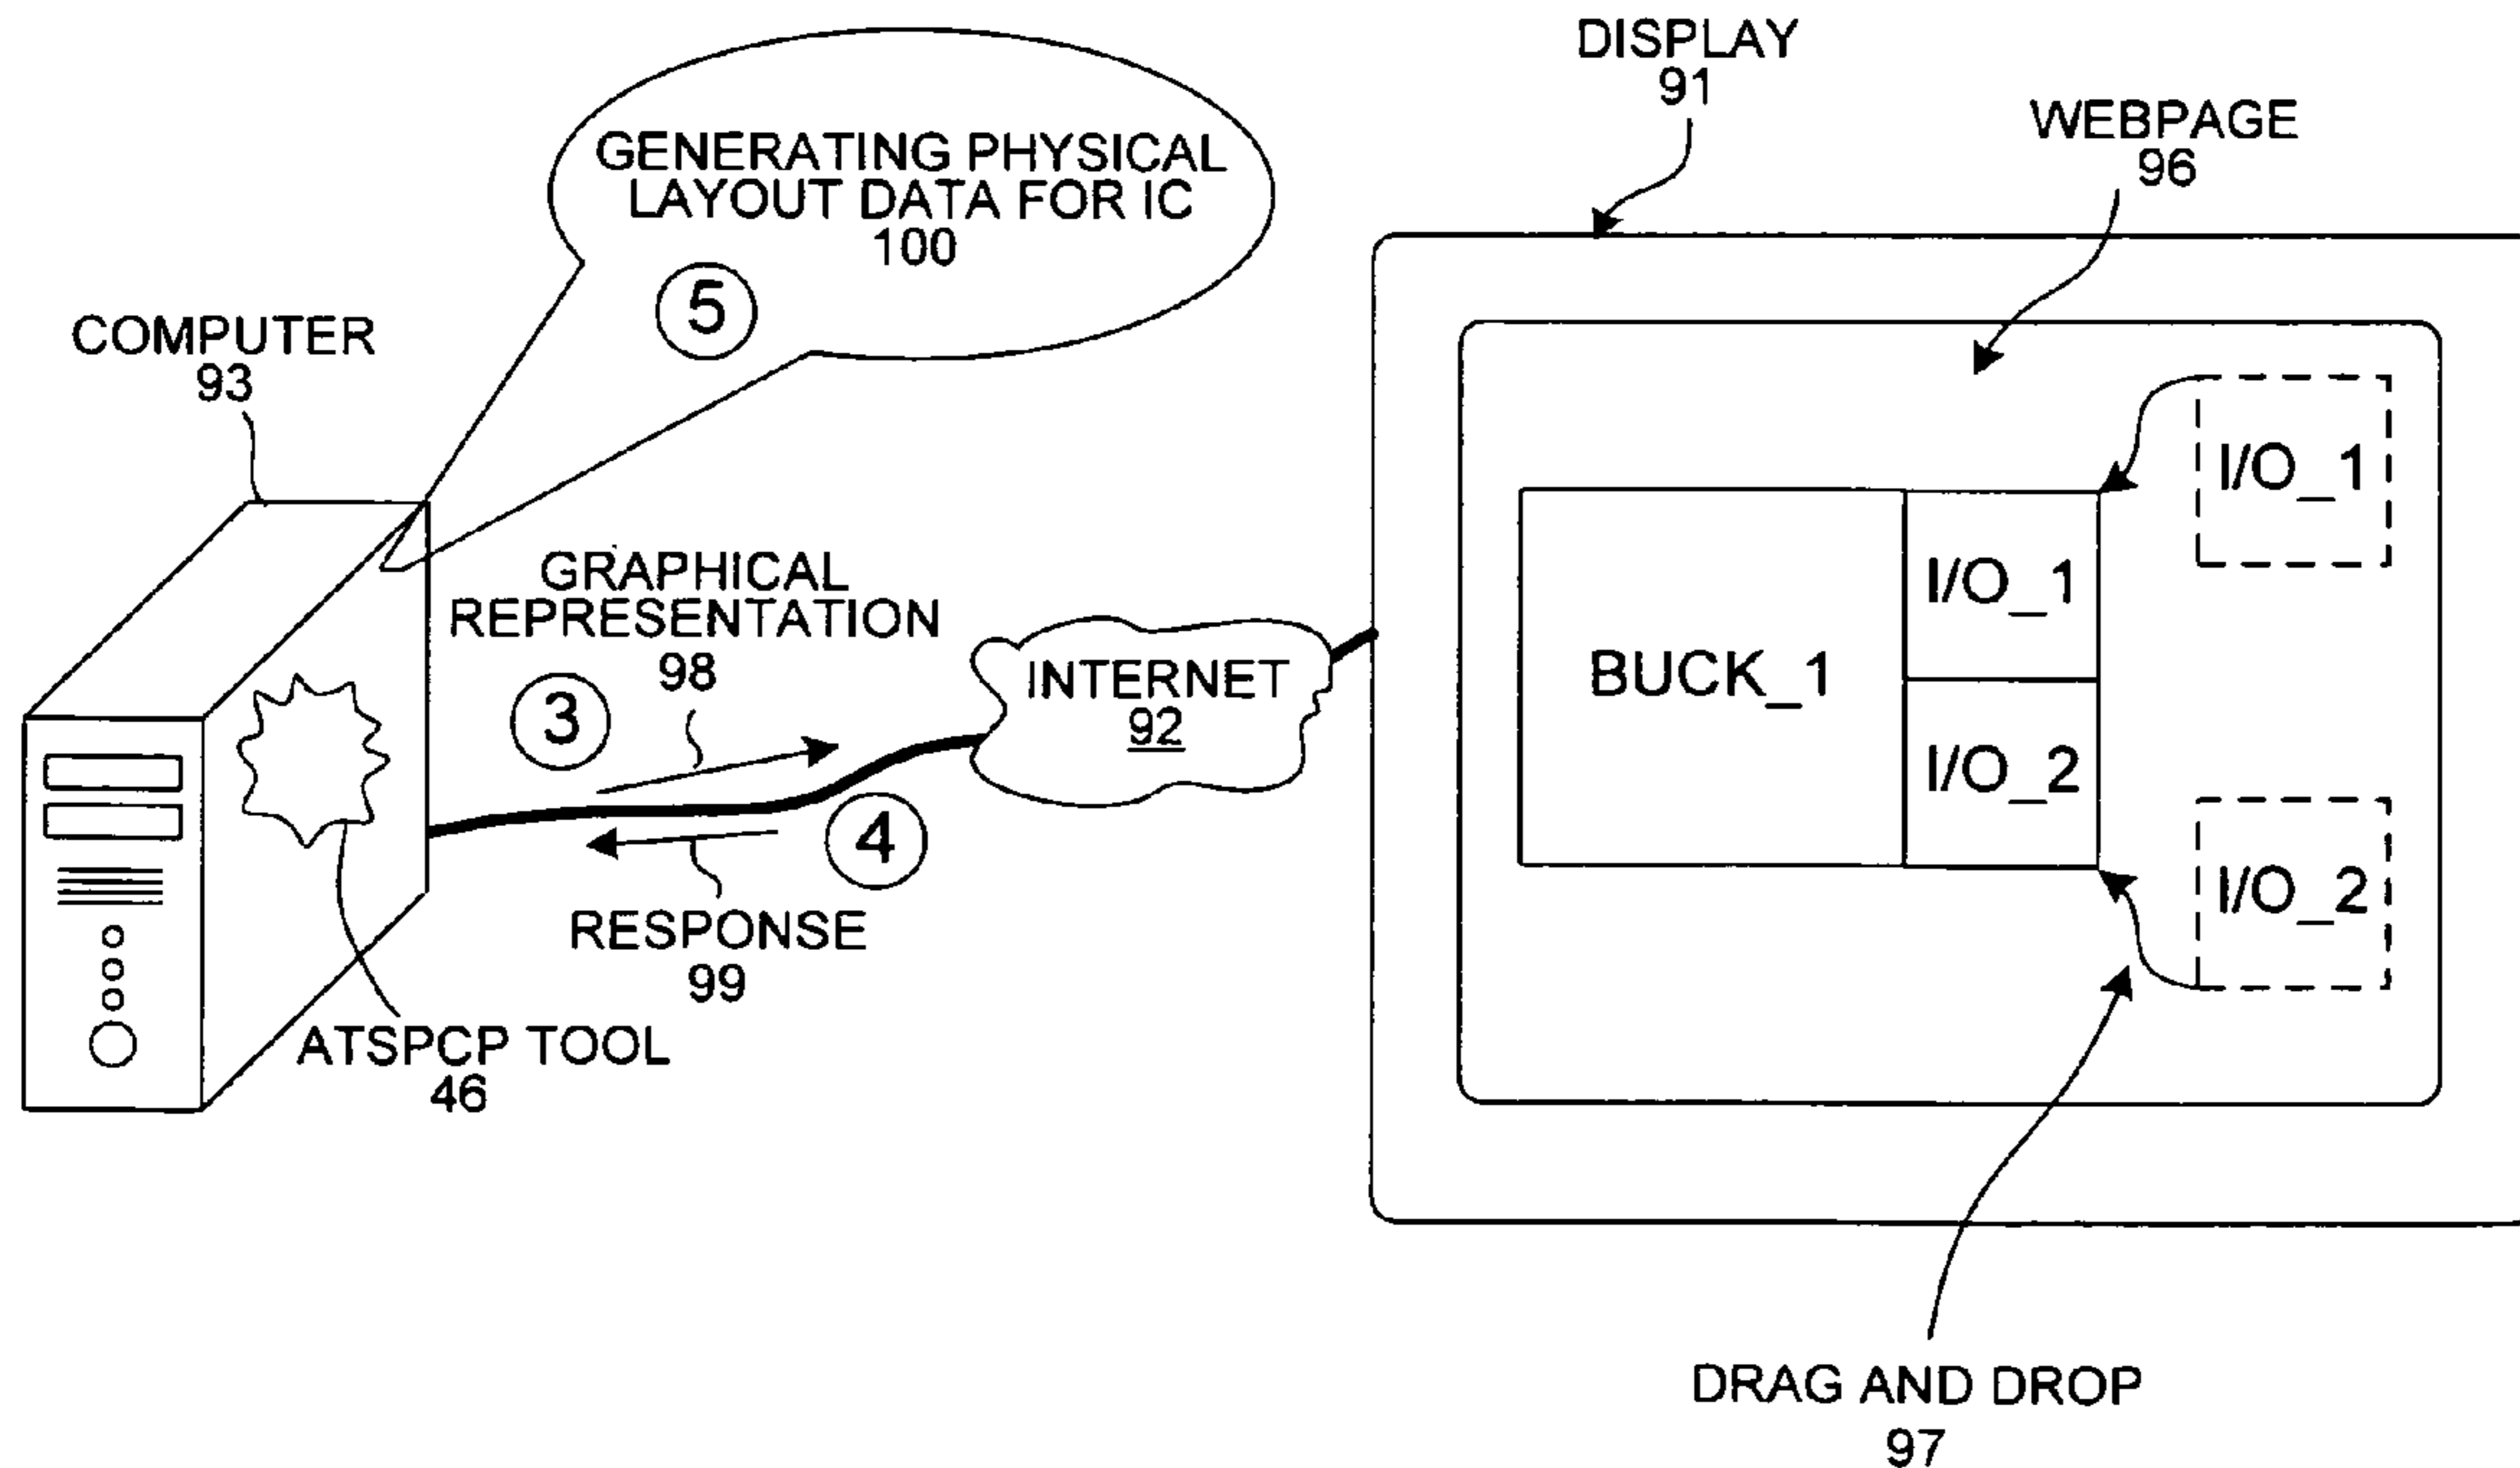 DISPLAY
91
WEBPAGE
96
GENERATING PHYSICAL
LAYOUT DATA FOR IC
100
5
COMPUTER
93
GRAPHICAL
REPRESENTATION
98
3
INTERNET
92
4
RESPONSE
99
ATSPCP TOOL
46
I/O_1
I/O_1
BUCK_1
I/O_2
I/O_2
DRAG AND DROP
97